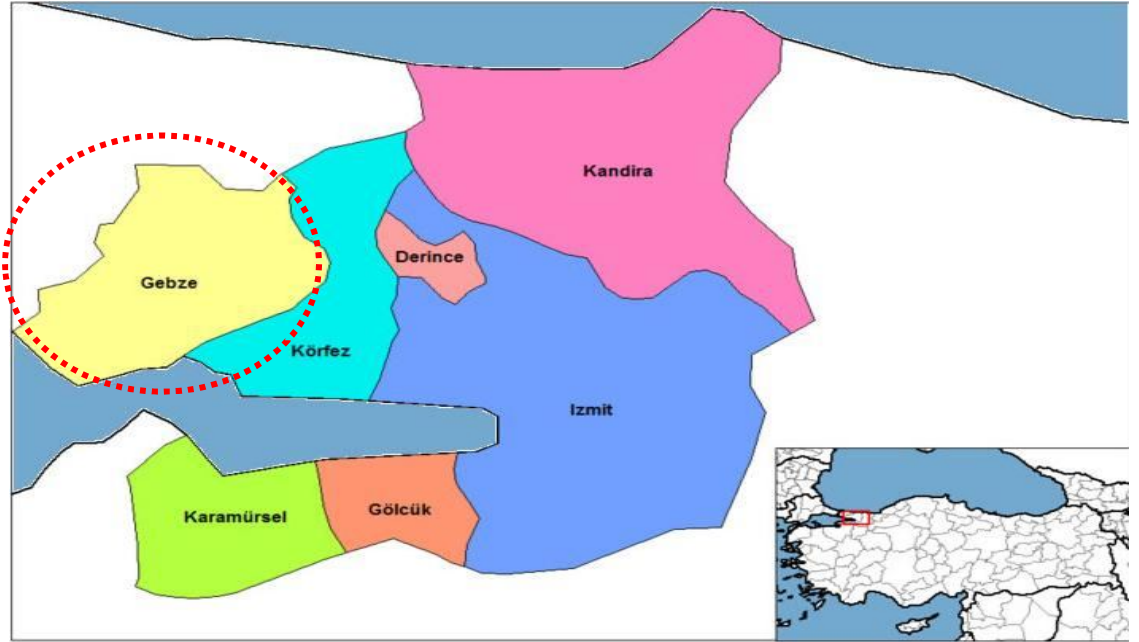 Kandira
Derince
Gebze
Körfez
Izmit
Gölcük
Karamürsel